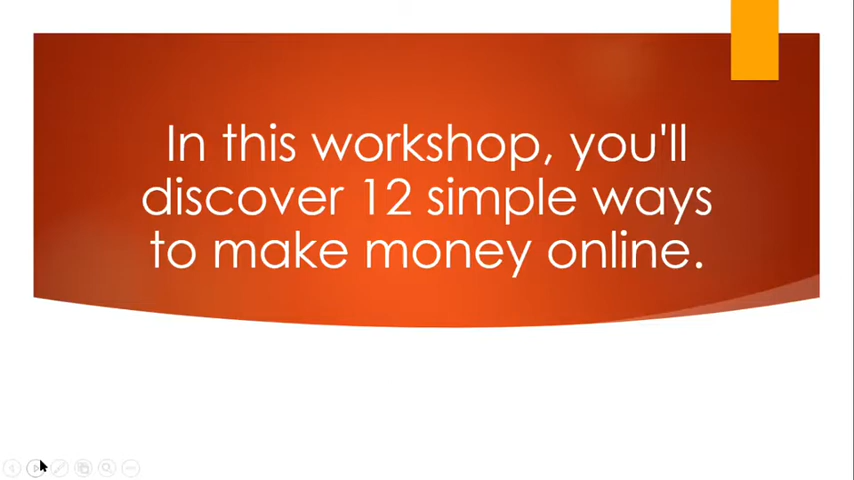 In this workshop, you'll
discover 12 simple ways
to make money online.